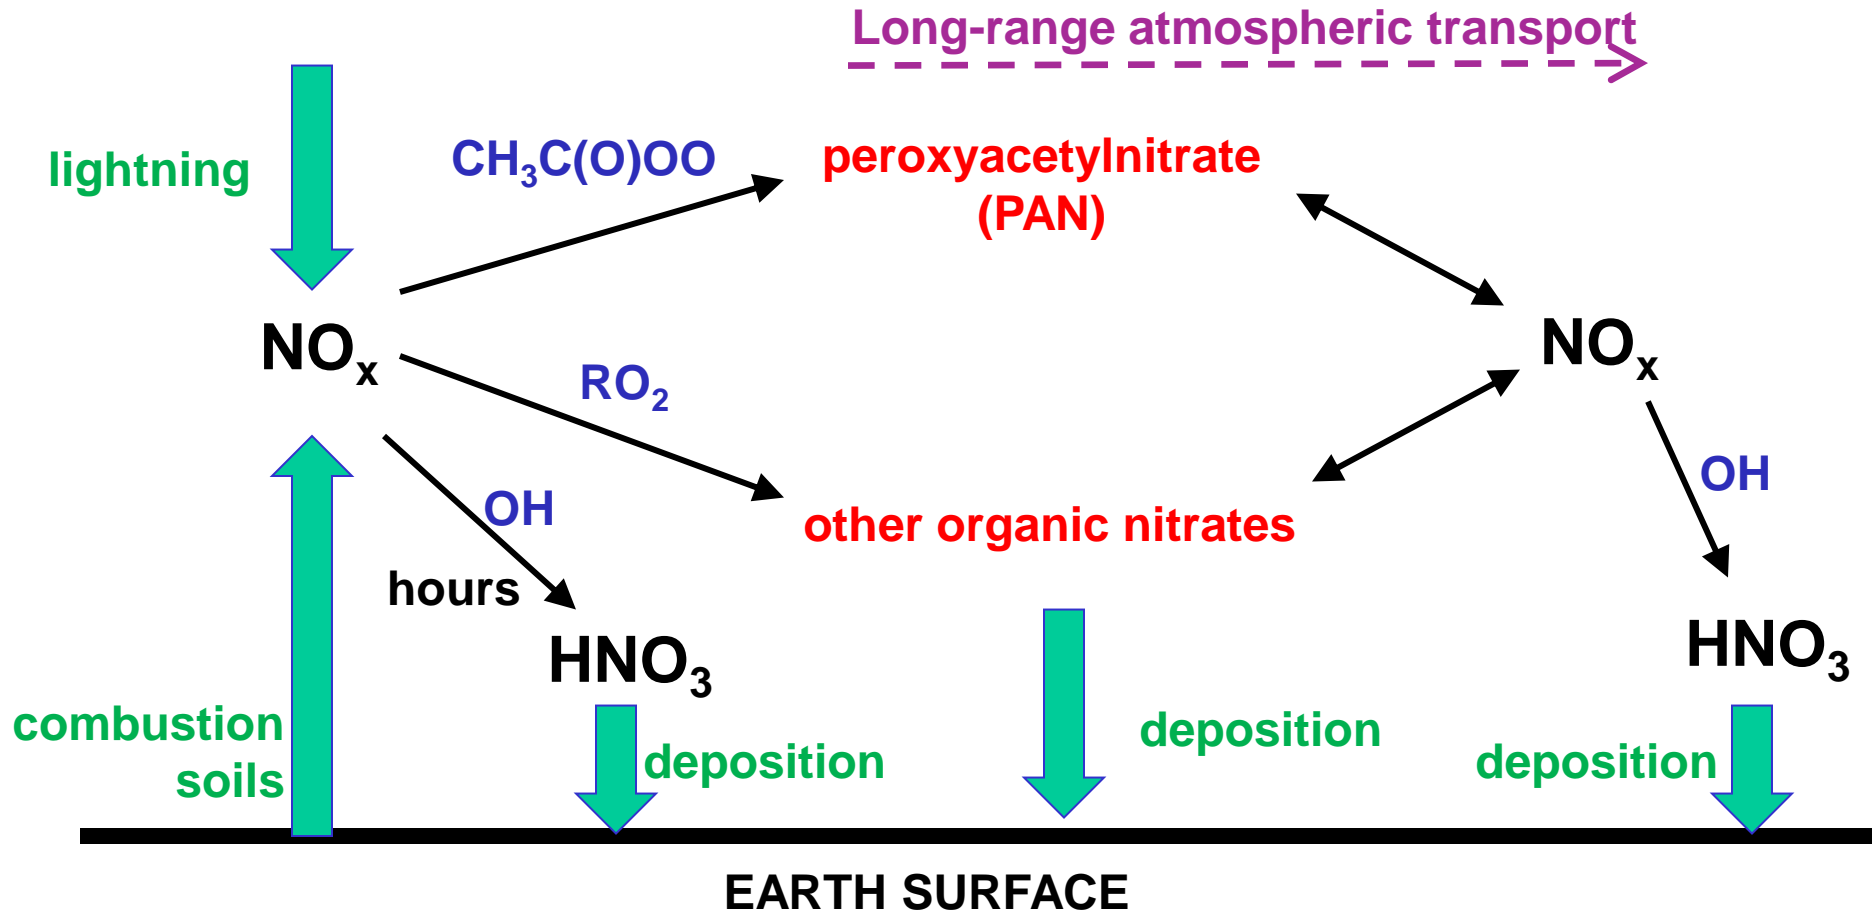 Long-range atmospheric transport
lightning
CH₃C(O)OO
peroxyacetylnitrate
(PAN)
NOₓ
RO₂
NOₓ
OH
OH
other organic nitrates
hours
HNO₃
HNO₃
combustion
soils
deposition
deposition
deposition
EARTH SURFACE